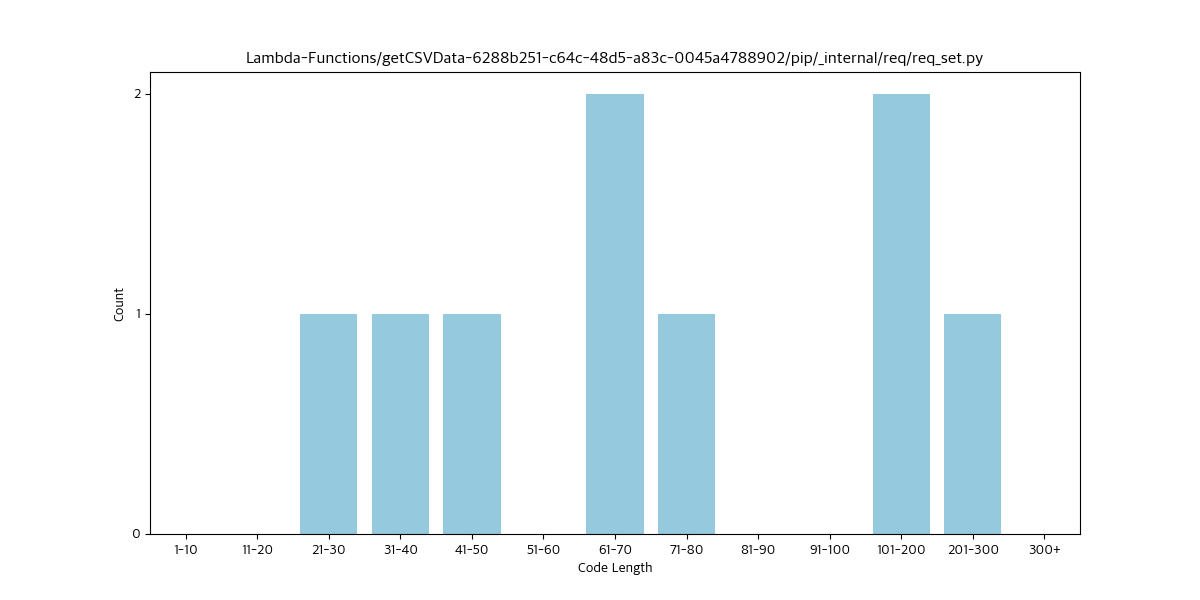 Lambda-Functions/getCSVData-6288b251-c64c-48d5-a83c-0045a4788902/pip/_internal/req/req_set.py
2
1
0
Count
1-10 11-20 21-30 31-40 41-50 51-60 61-70 71-80 81-90 91-100 101-200 201-300 300+
Code Length